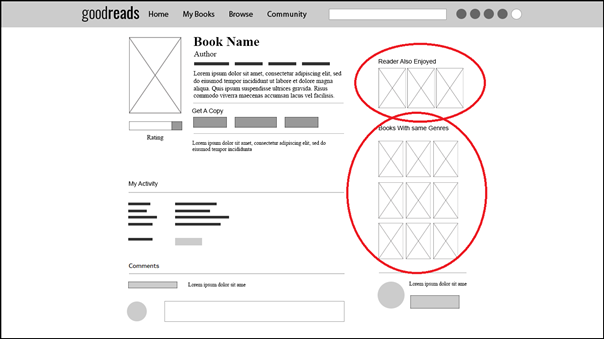 goodreads Home My Books Browse Community
Book Name
Author
Lorem ipsum dolor sit amet, consectetur adipiscing elit, sed
do eiusmod tempor incididunt ut labore et dolore magna
aliqua. Quis ipsum suspendisse ultrices gravida. Risus
commodo viverra maecenas accumsan lacus vel facilisis.
Get A Copy
Rating
Lorem ipsum dolor sit amet, consectetur adipiscing elit, sed do
eiusmod tempor incididunt
My Activity
Comments
Lorem ipsum dolor sit ame
Reader Also Enjoyed
Books With same Genres
Lorem ipsum dolor sit ame